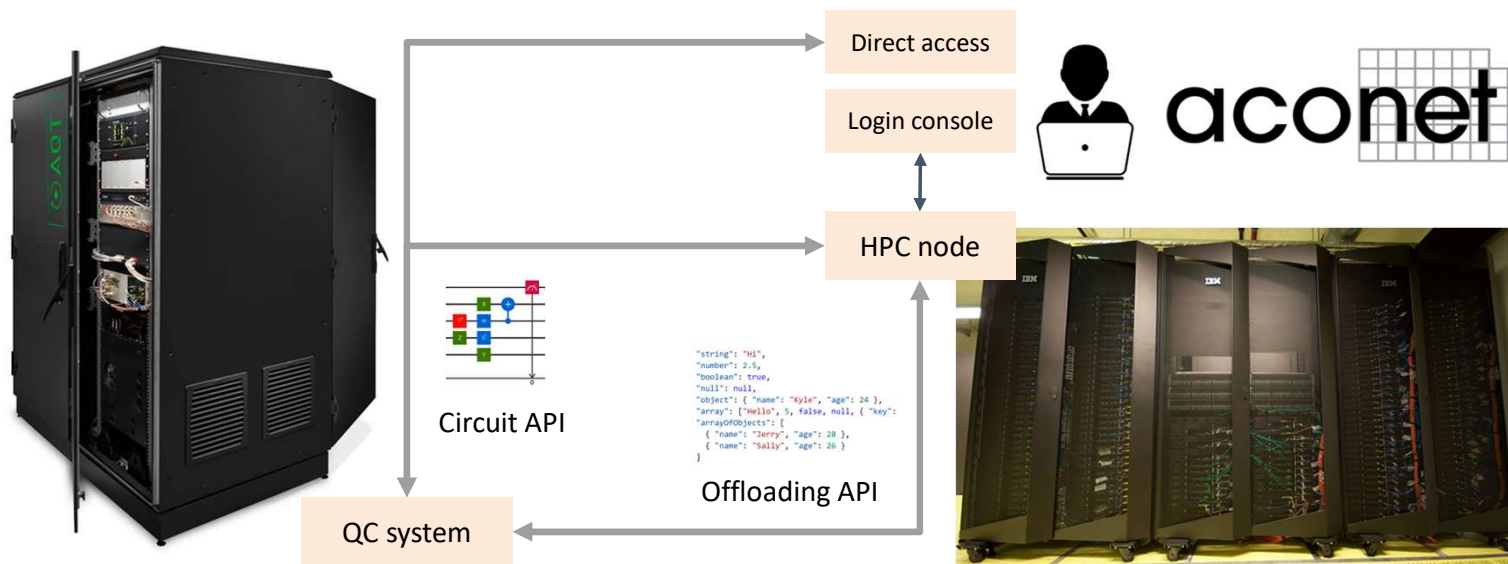 AQT
Direct access
Login console
aconet
HPC node
IBM
IBM
Circuit API
X
H
Z
Y
0
"string": "Hi",
"number": 2.5,
"boolean": true,
"null": null,
"object": { "name": "Kyle", "age": 24 },
"array": ["Hello", 5, false, null, { "key":
"arrayOfObjects": [
{ "name": "Jerry", "age": 28 },
{ "name": "Sally", "age": 26 }
]
Offloading API
QC system